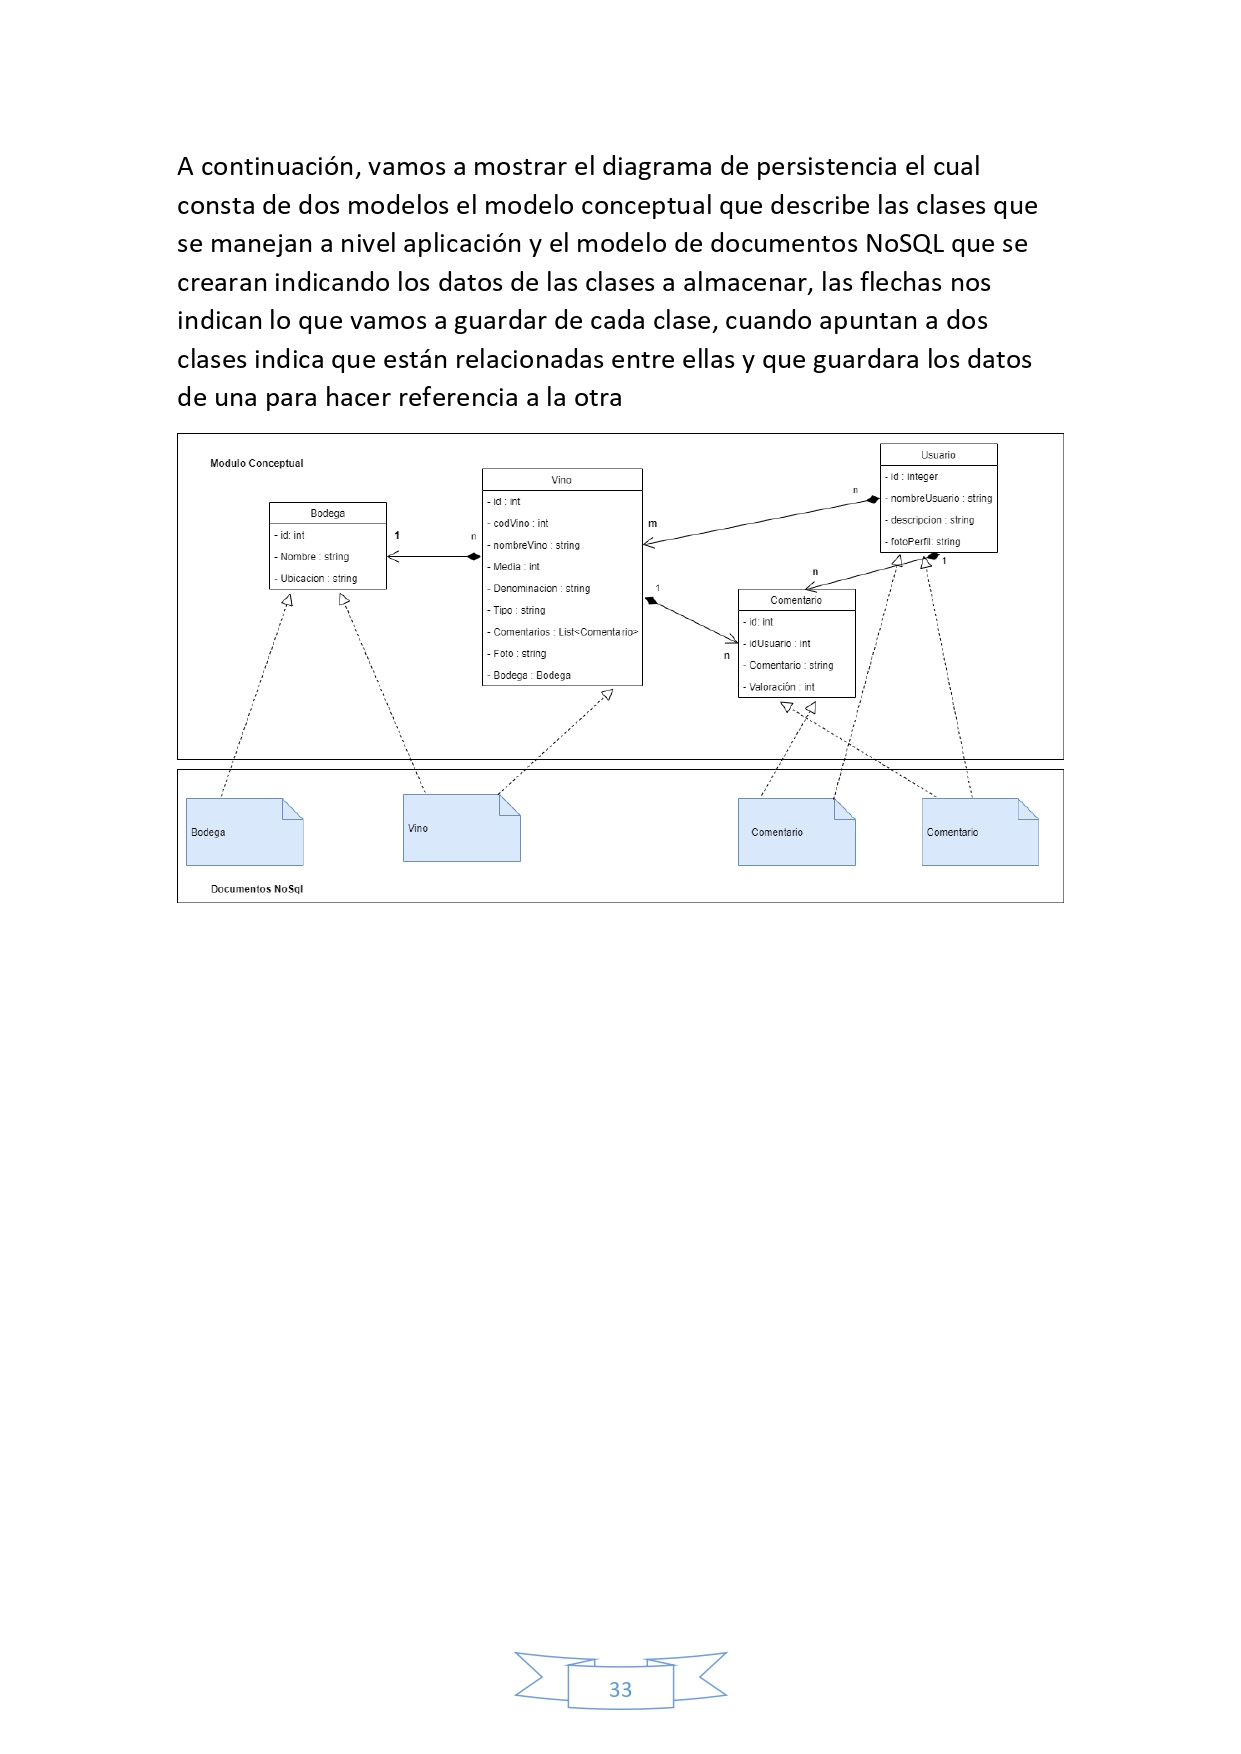 A continuación, vamos a mostrar el diagrama de persistencia el cual
consta de dos modelos el modelo conceptual que describe las clases que
se manejan a nivel aplicación y el modelo de documentos NoSQL que se
crearan indicando los datos de las clases a almacenar, las flechas nos
indican lo que vamos a guardar de cada clase, cuando apuntan a dos
clases indica que están relacionadas entre ellas y que guardara los datos
de una para hacer referencia a la otra
Modulo Conceptual
Bodega
- id: int
- Nombre : string
- Ubicacion : string
1
n
Vino
- id : int
- codVino : int
- nombreVino : string
- Media : int
- Denominacion : string
- Tipo : string
- Comentarios : List<Comentario>
- Foto : string
- Bodega : Bodega
m
n
1
n
Usuario
- id : integer
- nombreUsuario : string
- descripcion : string
- fotoPerfil: string
1
n
Comentario
- id: int
- idUsuario : int
- Comentario : string
- Valoración : int
Bodega
Vino
Comentario
Comentario
Documentos NoSql
33